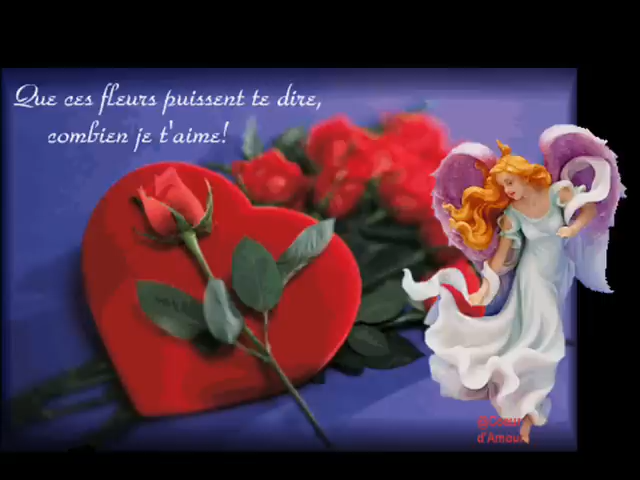 Que ces fleurs puissent te dire,
combien je t'aime!
@Coeur
d'Amour